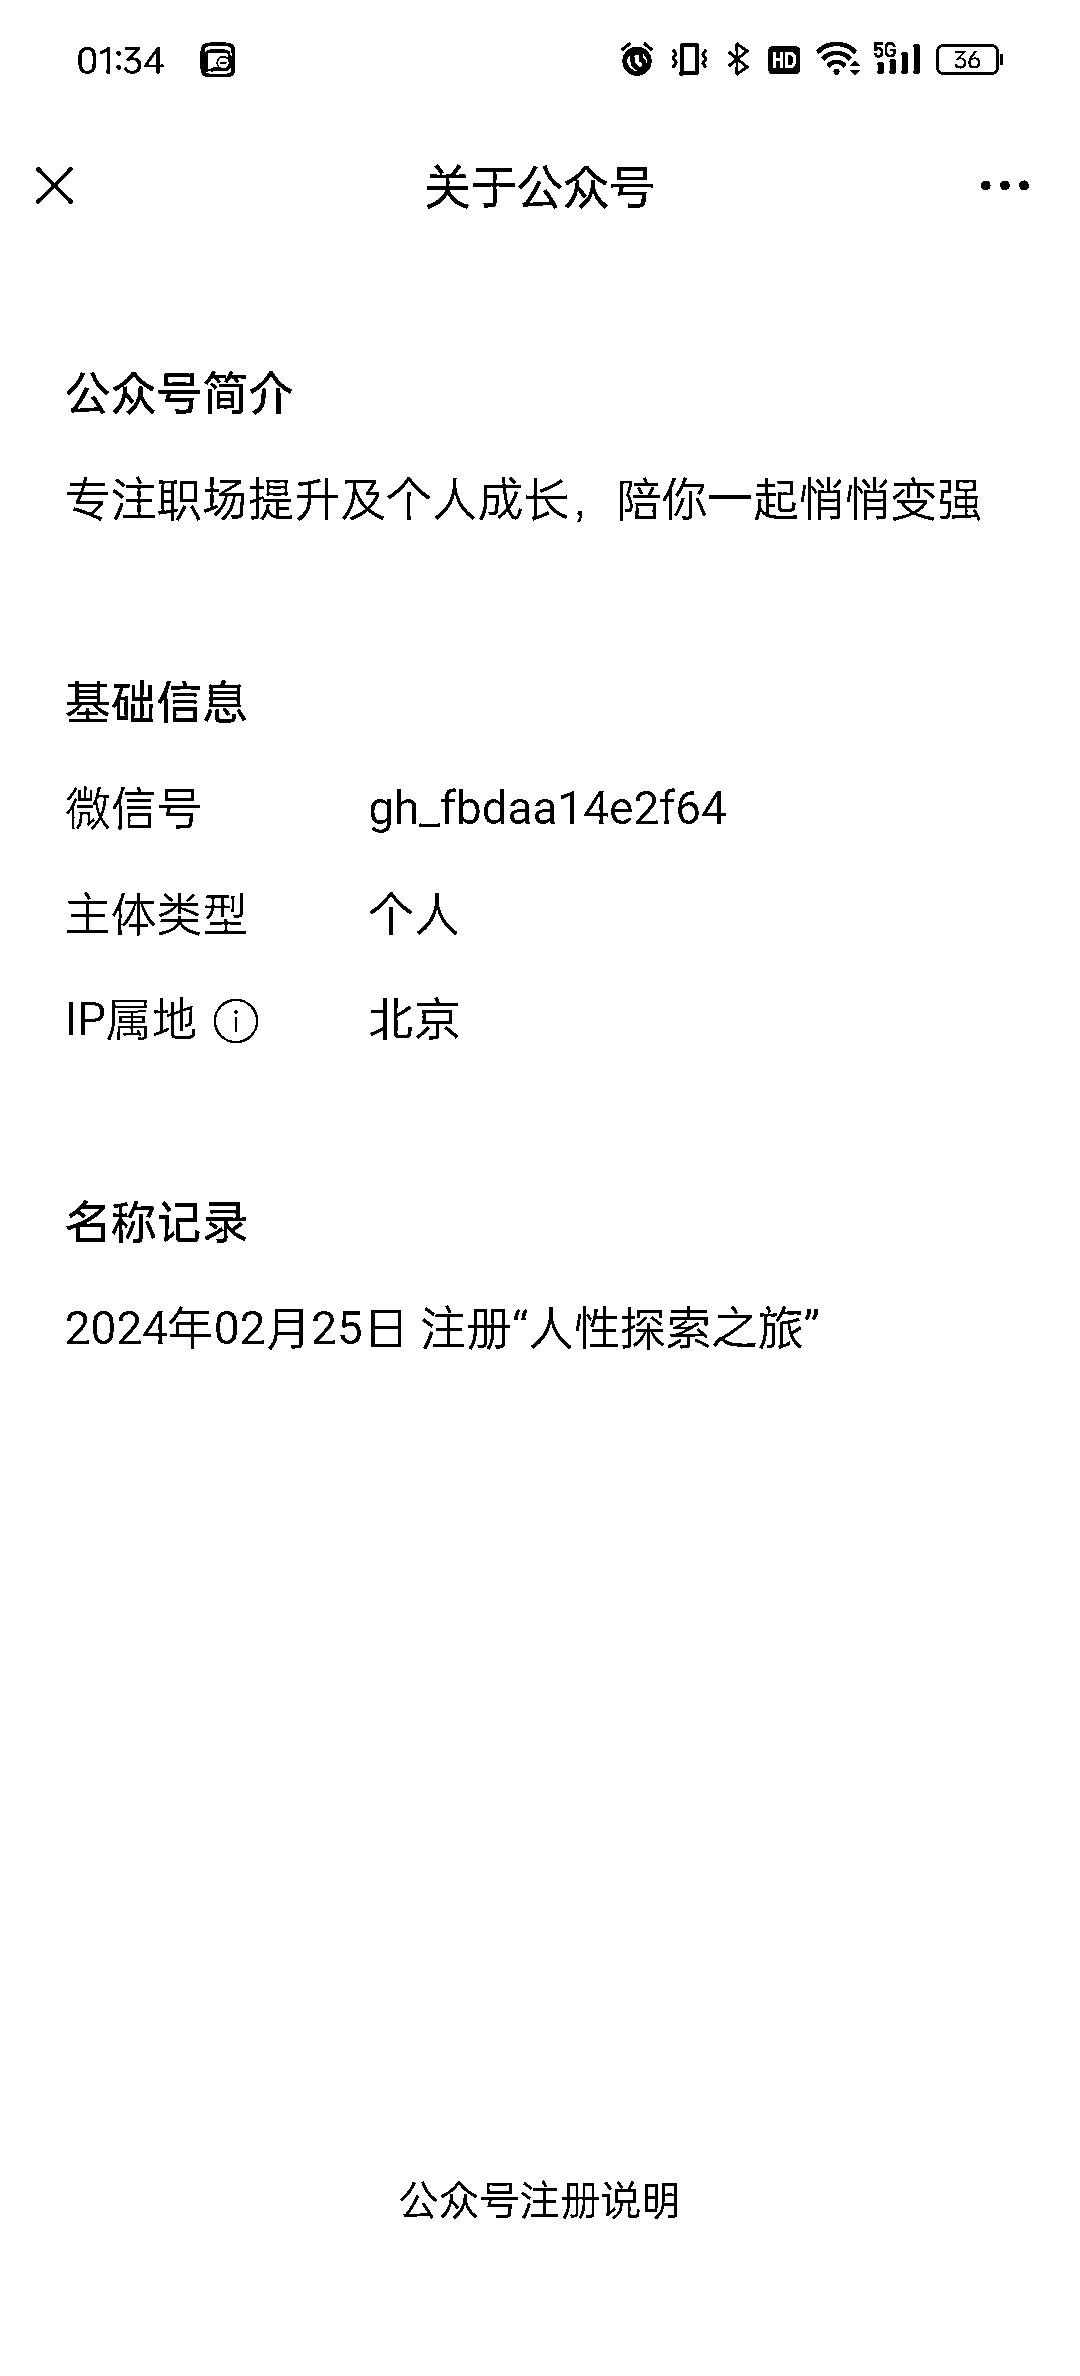 01:34 HD 5G 36
关于公众号
公众号简介
专注职场提升及个人成长，陪你一起悄悄变强
基础信息
微信号 gh_fbdaa14e2f64
主体类型 个人
IP属地 北京
名称记录
2024年02月25日 注册“人性探索之旅”
公众号注册说明